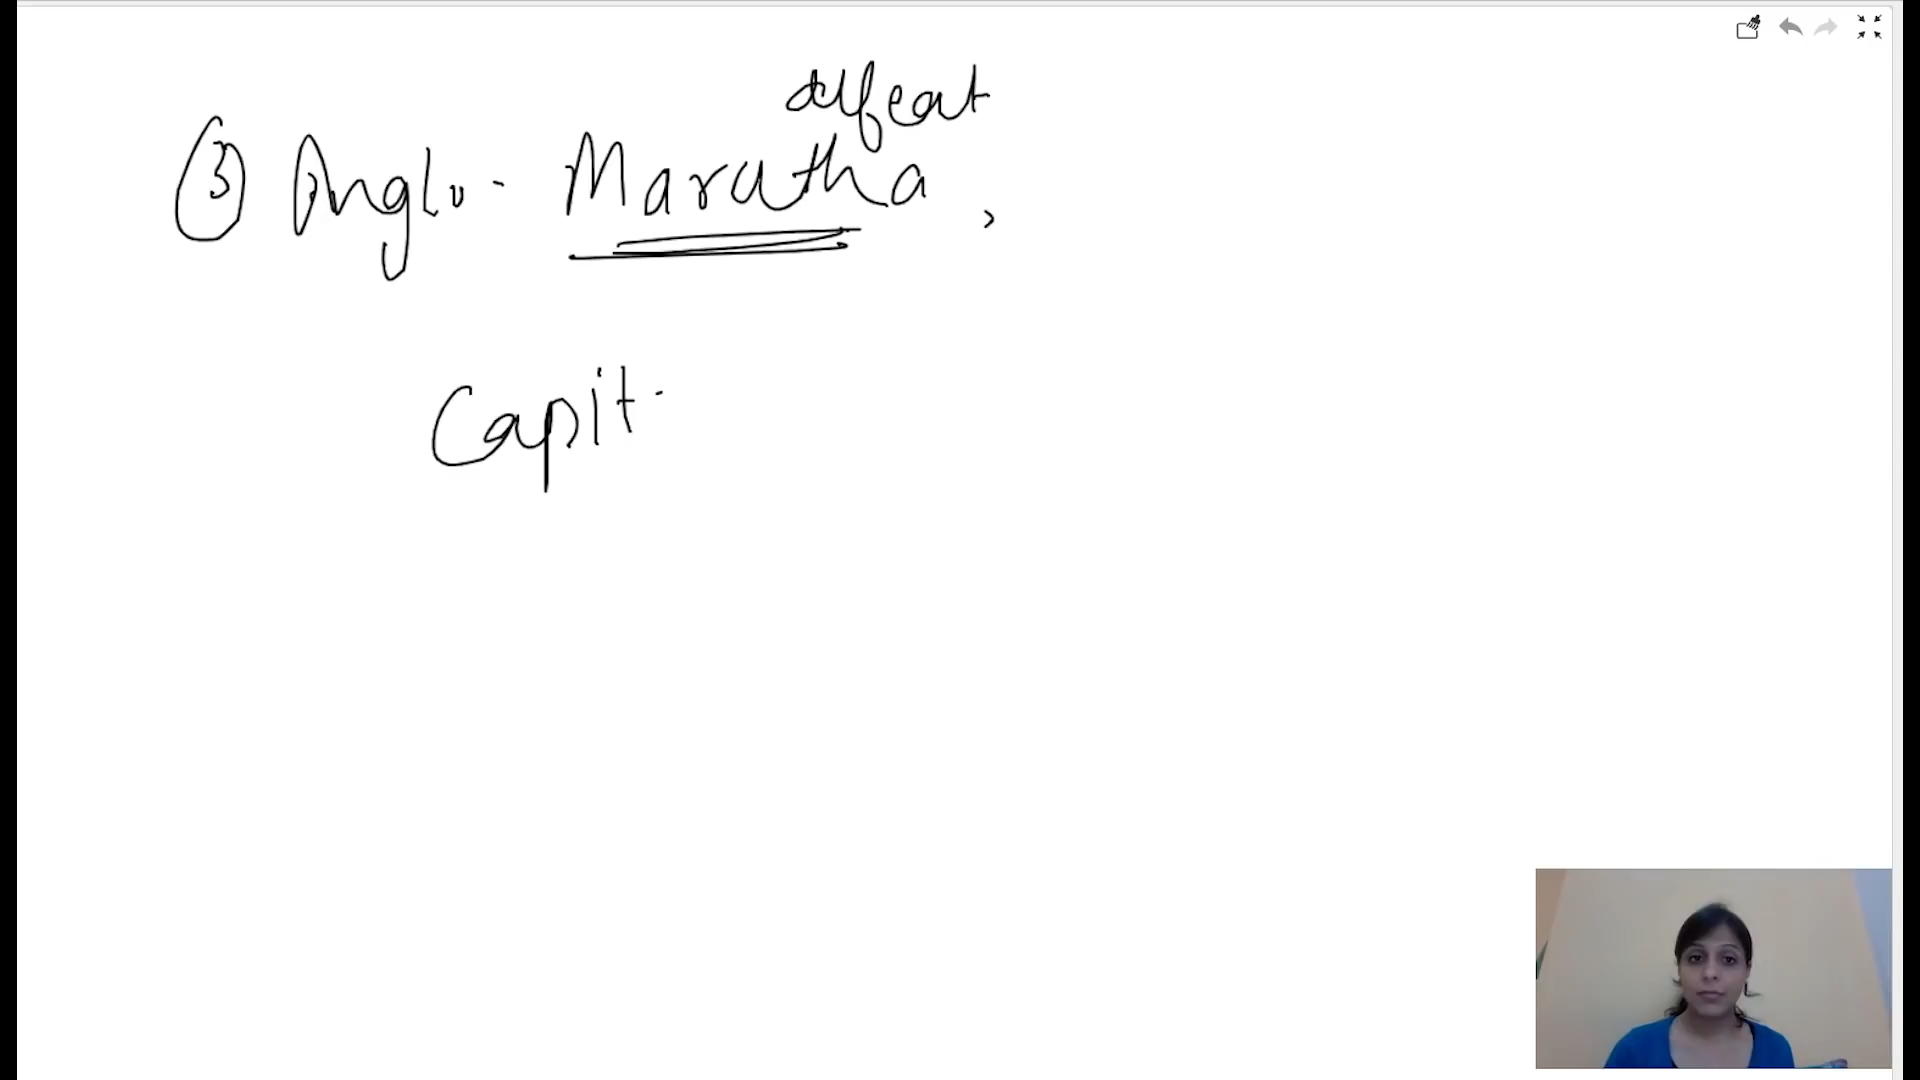 defeat
③ Anglo - Maratha,
Capit.